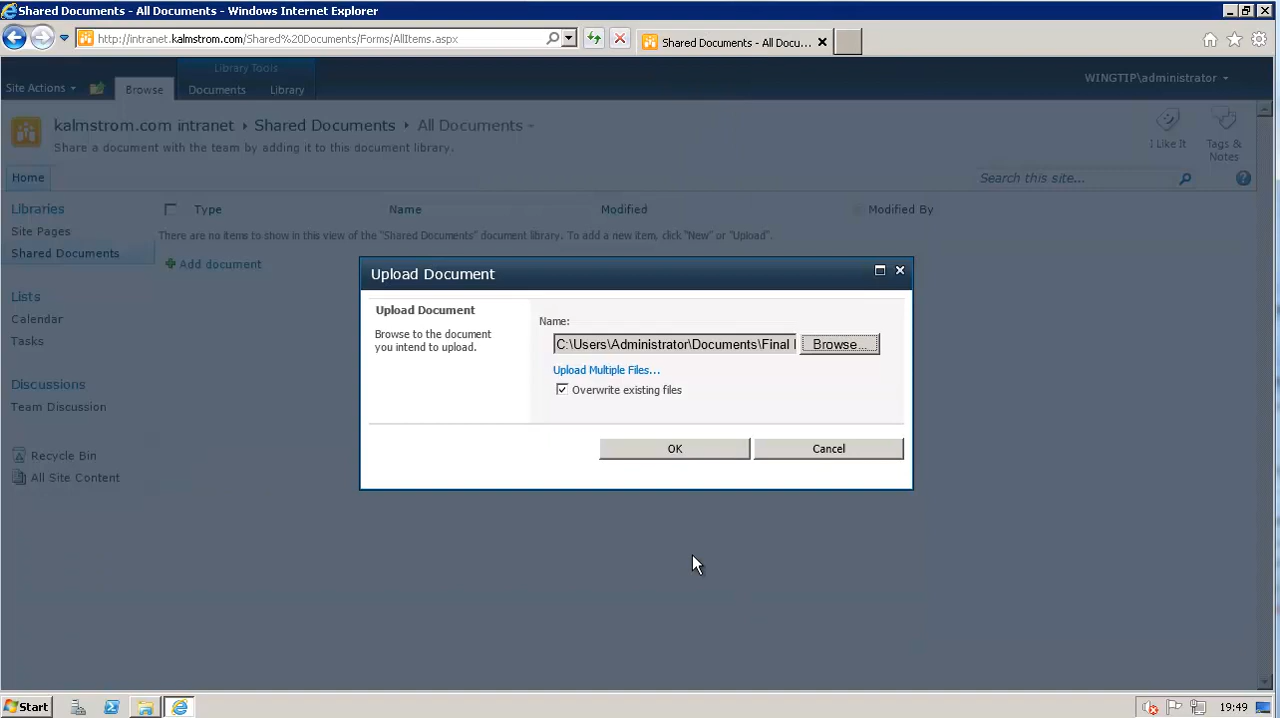 Shared Documents - All Documents - Windows Internet Explorer
http://intranet.kalmstrom.com/Shared%20Documents/Forms/AllItems.aspx
Shared Documents - All Docu...
Library Tools
Site Actions
Browse
Documents
Library
WINGTIP\administrator
kalmstrom.com intranet
Shared Documents
All Documents
Share a document with the team by adding it to this document library.
I Like It
Tags &
Notes
Home
Search this site...
Libraries
Site Pages
Shared Documents
Lists
Calendar
Tasks
Discussions
Team Discussion
Recycle Bin
All Site Content
Type
Name
Modified
Modified By
There are no items to show in this view of the "Shared Documents" document library. To add a new item, click "New" or "Upload".
Add document
Upload Document
Upload Document
Browse to the document
you intend to upload.
Name:
C:\Users\Administrator\Documents\Final
Browse...
Upload Multiple Files...
Overwrite existing files
OK
Cancel
Start
19:49